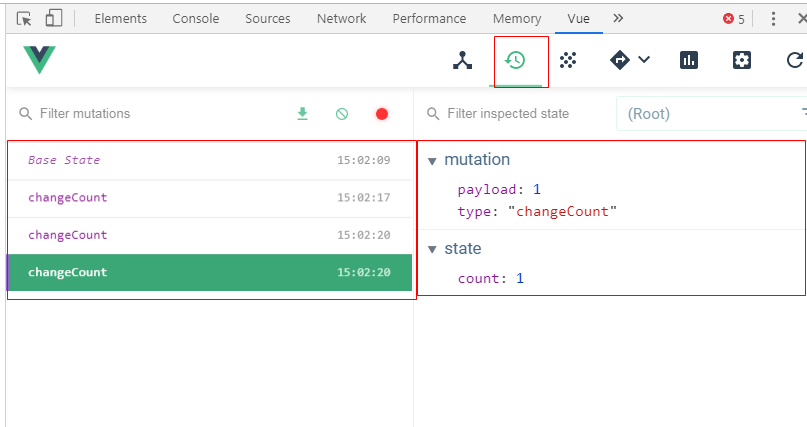 Elements Console Sources Network Performance Memory Vue » 5
Filter mutations
Filter inspected state
(Root)
Base State 15:02:09
changeCount 15:02:17
changeCount 15:02:20
changeCount 15:02:20
mutation
payload: 1
type: "changeCount"
state
count: 1